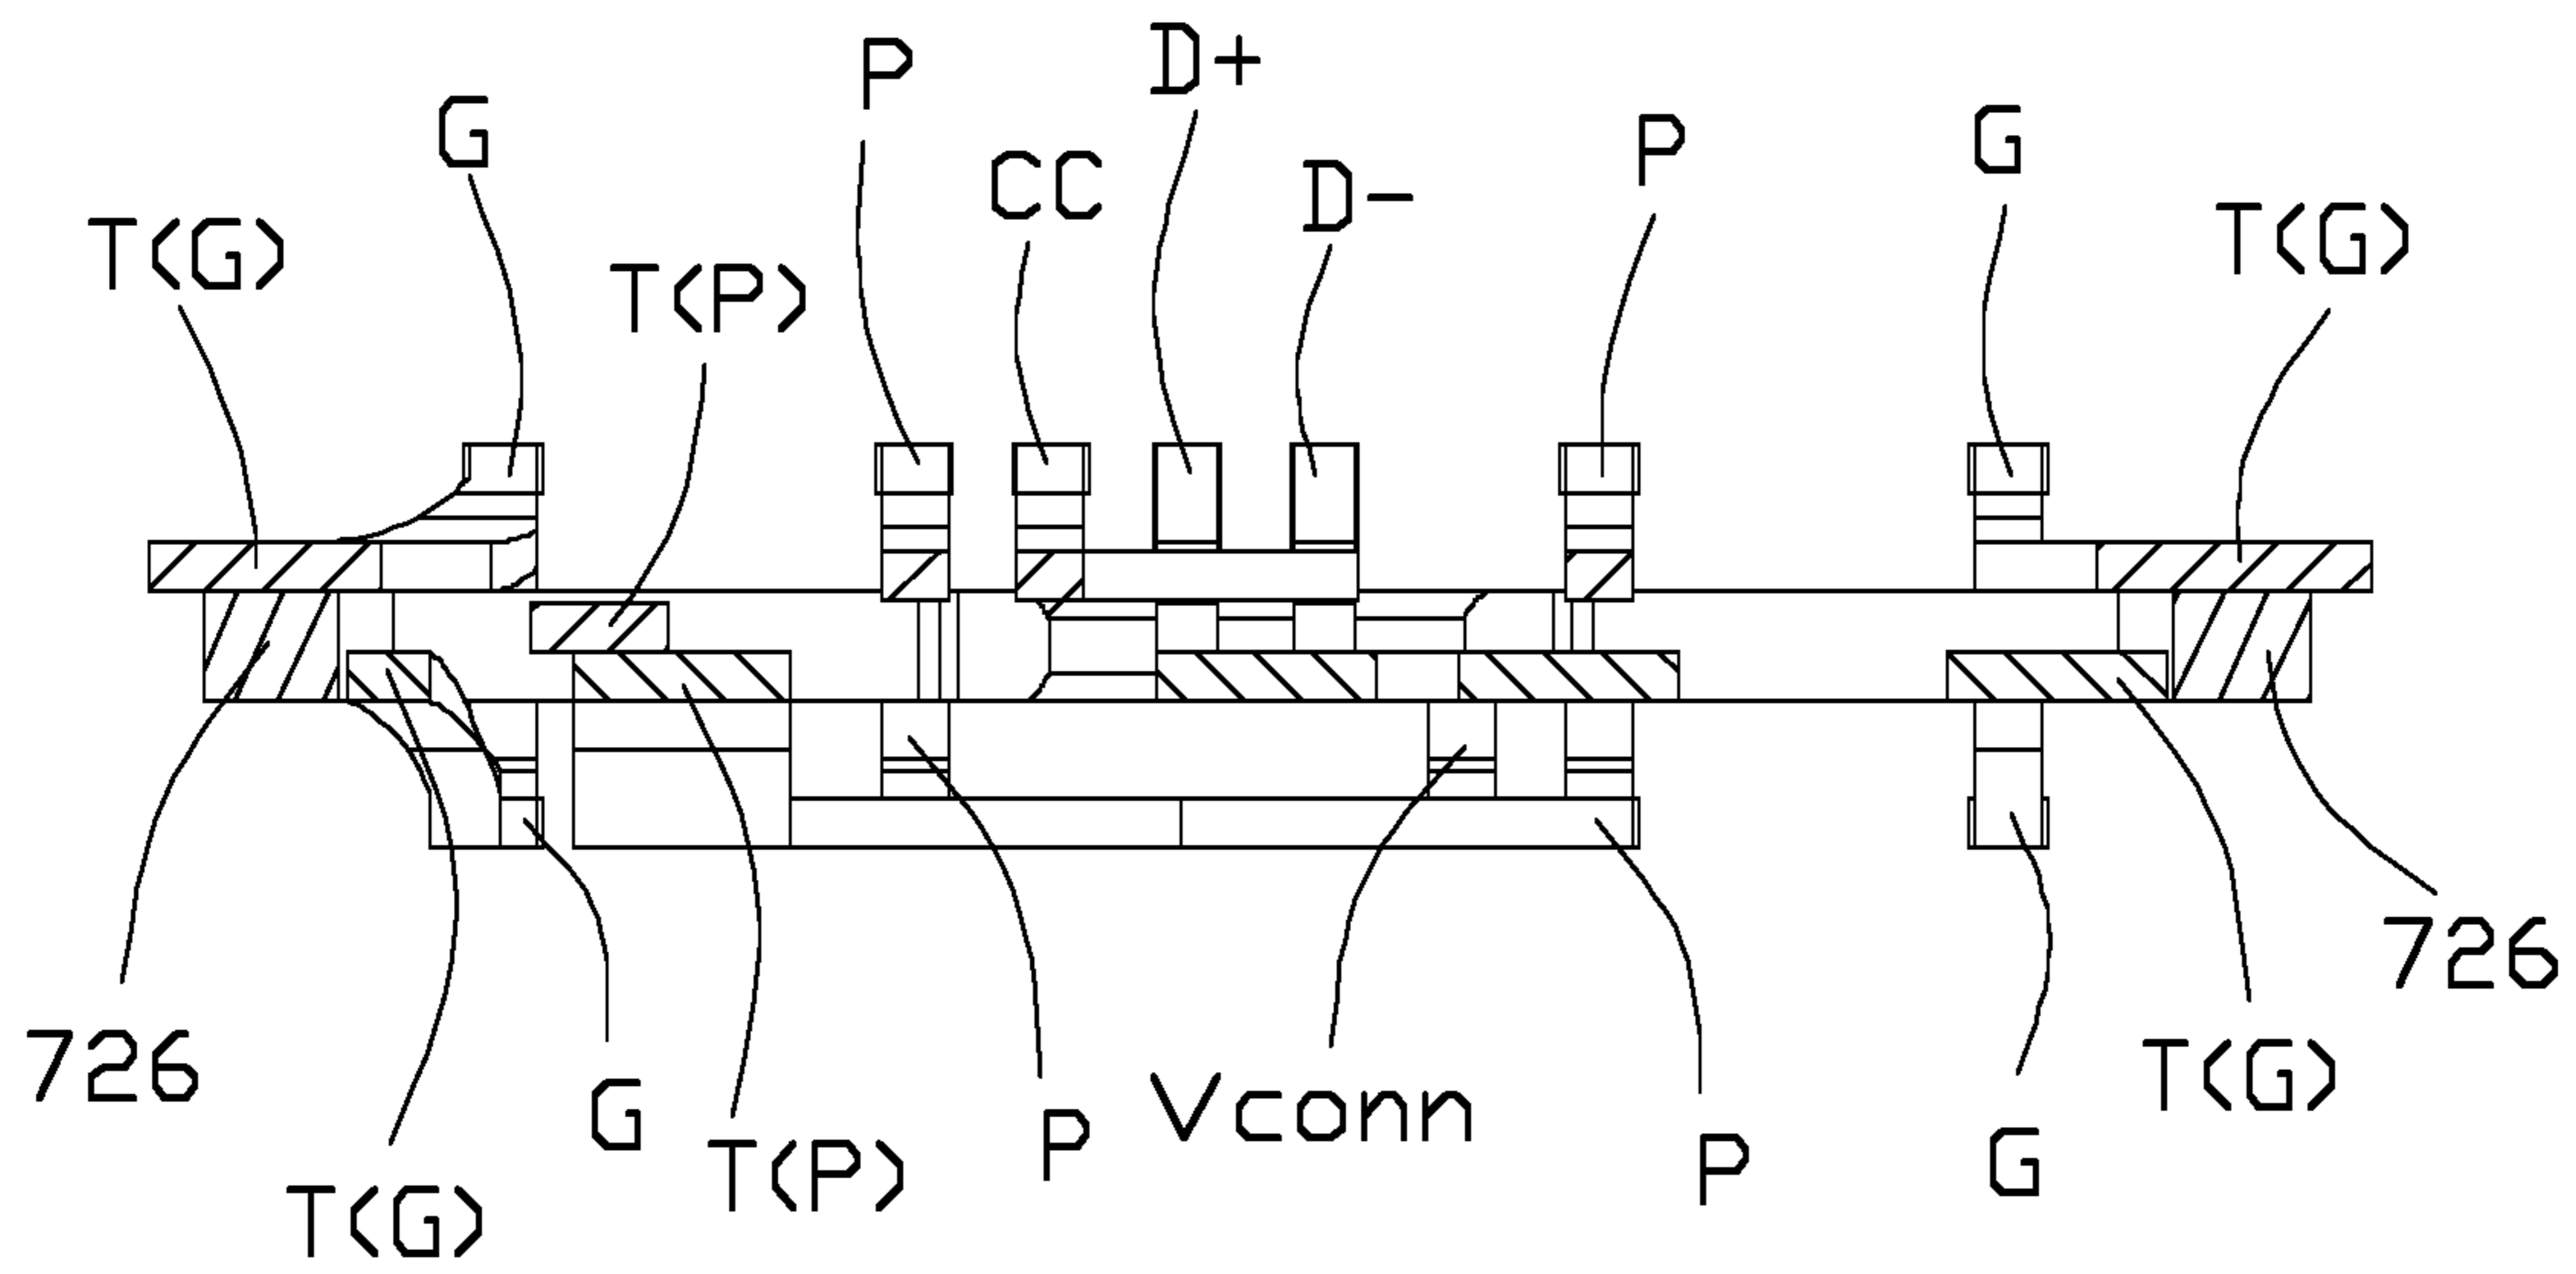 D+
P
G
P
G
CC
D-
T(G)
T(G)
T(P)
726
726
T(G)
G
Vconn
P
T(P)
P
G
T(G)